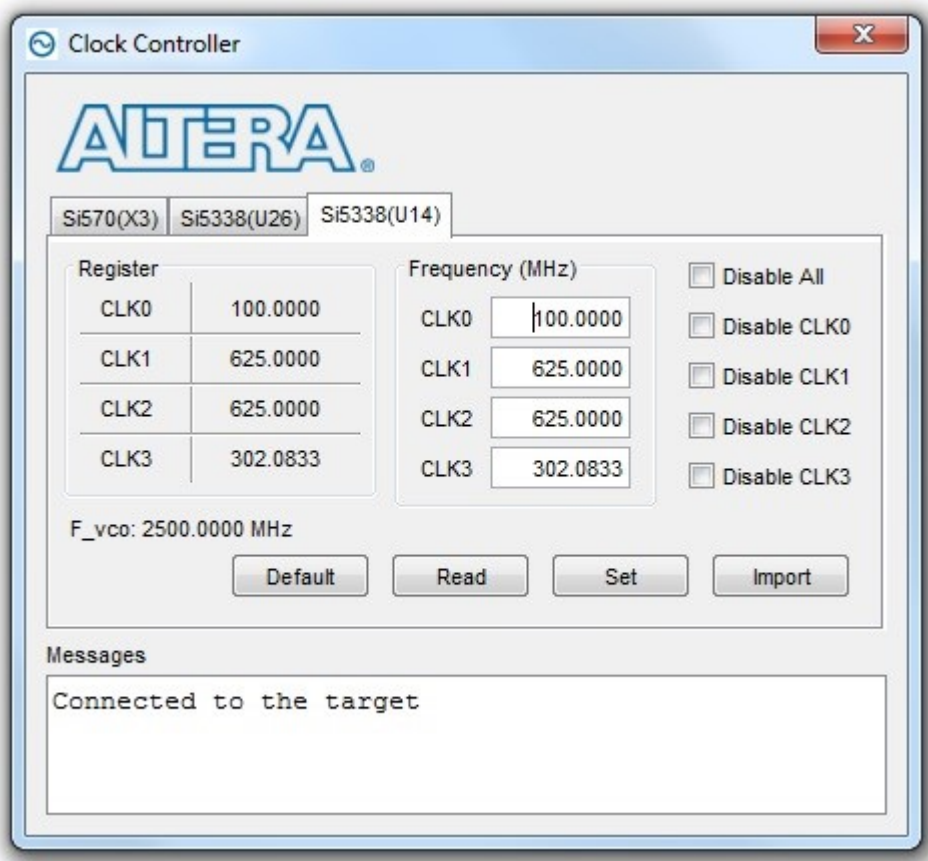 Clock Controller
ALTERA®
Si570(X3) Si5338(U26) Si5338(U14)
Register
CLK0 100.0000
CLK1 625.0000
CLK2 625.0000
CLK3 302.0833
Frequency (MHz)
CLK0 100.0000
CLK1 625.0000
CLK2 625.0000
CLK3 302.0833
Disable All
Disable CLK0
Disable CLK1
Disable CLK2
Disable CLK3
F_vco: 2500.0000 MHz
Default Read Set Import
Messages
Connected to the target